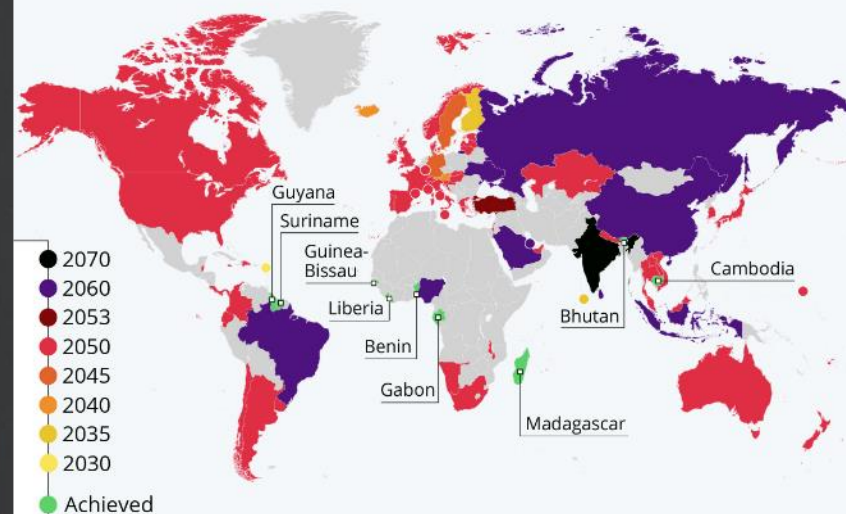 Guyana
Suriname
Guinea-
Bissau
Liberia
Benin
Gabon
Madagascar
Bhutan
Cambodia
2070
2060
2053
2050
2045
2040
2035
2030
Achieved